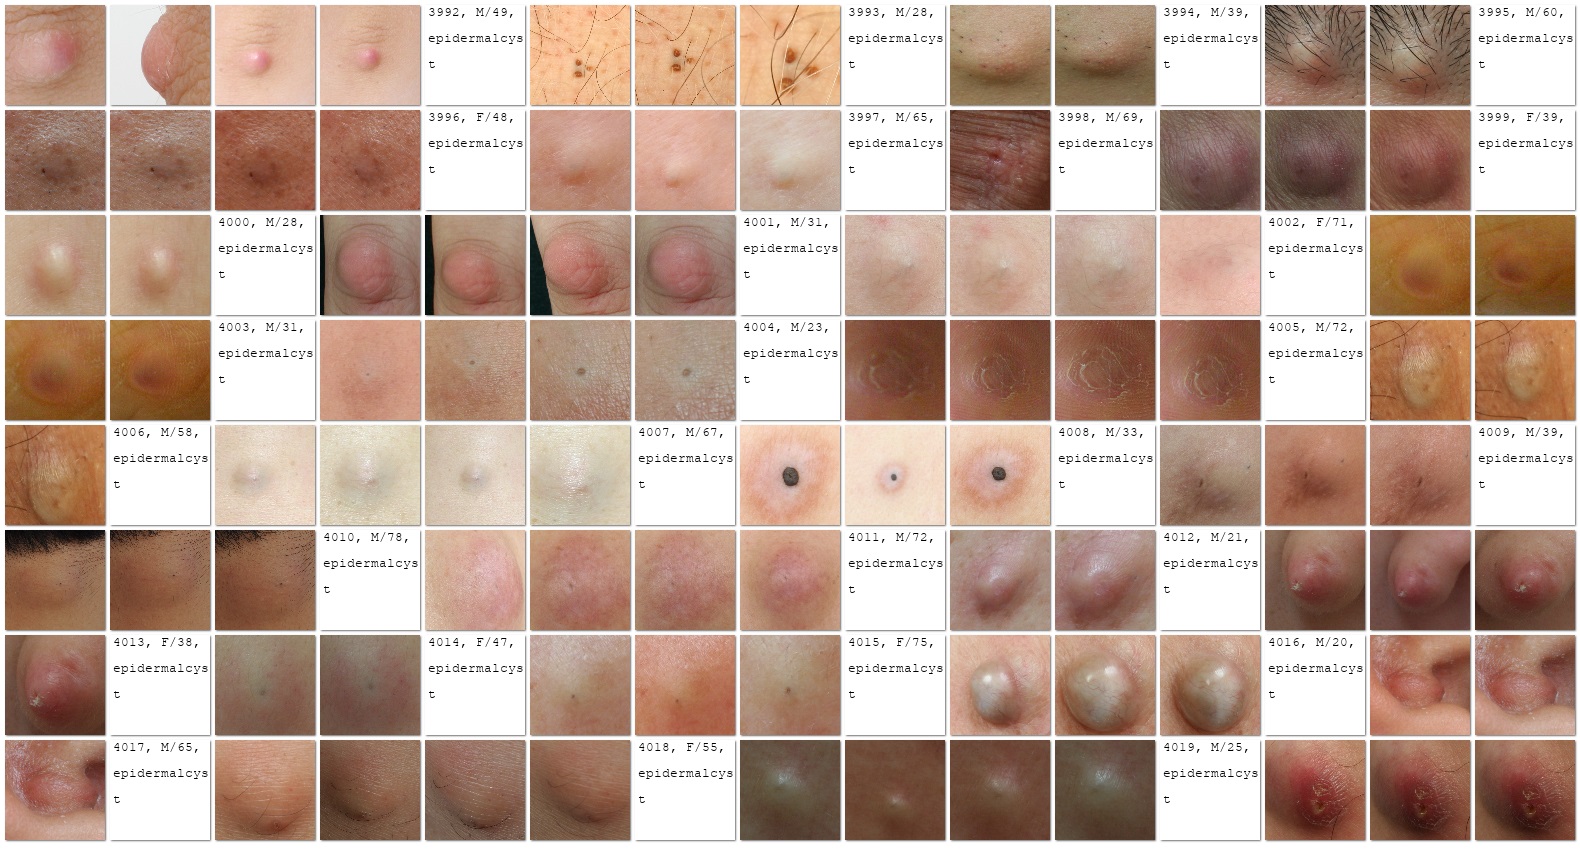 3992, M/49,
epidermalcys
t
3993, M/28,
epidermalcys
t
3994, M/39,
epidermalcys
t
3995, M/60,
epidermalcys
t
3996, F/48,
epidermalcys
t
3997, M/65,
epidermalcys
t
3998, M/69,
epidermalcys
t
3999, F/39,
epidermalcys
t
4000, M/28,
epidermalcys
t
4001, M/31,
epidermalcys
t
4002, F/71,
epidermalcys
t
4003, M/31,
epidermalcys
t
4004, M/23,
epidermalcys
t
4005, M/72,
epidermalcys
t
4006, M/58,
epidermalcys
t
4007, M/67,
epidermalcys
t
4008, M/33,
epidermalcys
t
4009, M/39,
epidermalcys
t
4010, M/78,
epidermalcys
t
4011, M/72,
epidermalcys
t
4012, M/21,
epidermalcys
t
4013, F/38,
epidermalcys
t
4014, F/47,
epidermalcys
t
4015, F/75,
epidermalcys
t
4016, M/20,
epidermalcys
t
4017, M/65,
epidermalcys
t
4018, F/55,
epidermalcys
t
4019, M/25,
epidermalcys
t